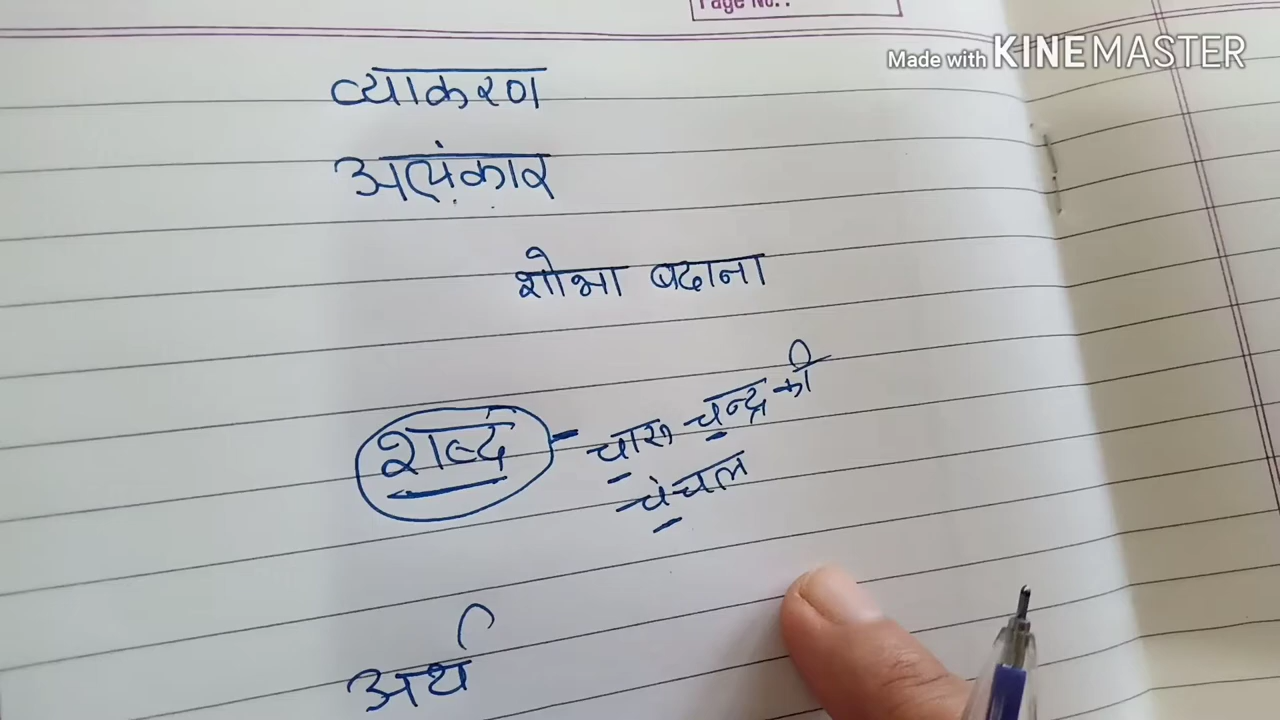 Page No.:
Made with KINEMASTER
व्याकरण
अलंकार
शोभा बढाना
शब्द - चारु चन्द्र की
चंचल
अर्थ